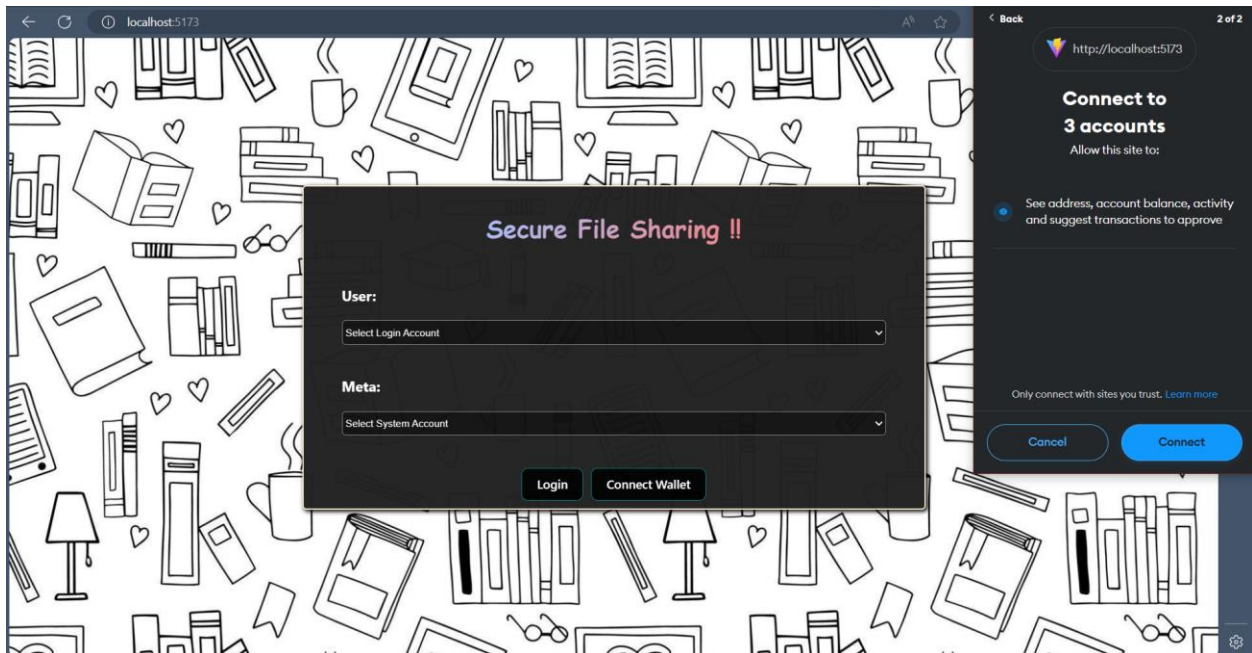 localhost:5173
A
Back
2 of 2
http://localhost:5173
Connect to
3 accounts
Allow this site to:
See address, account balance, activity
and suggest transactions to approve
Only connect with sites you trust. Learn more
Cancel
Connect
Secure File Sharing !!
User:
Select Login Account
Meta:
Select System Account
Login
Connect Wallet